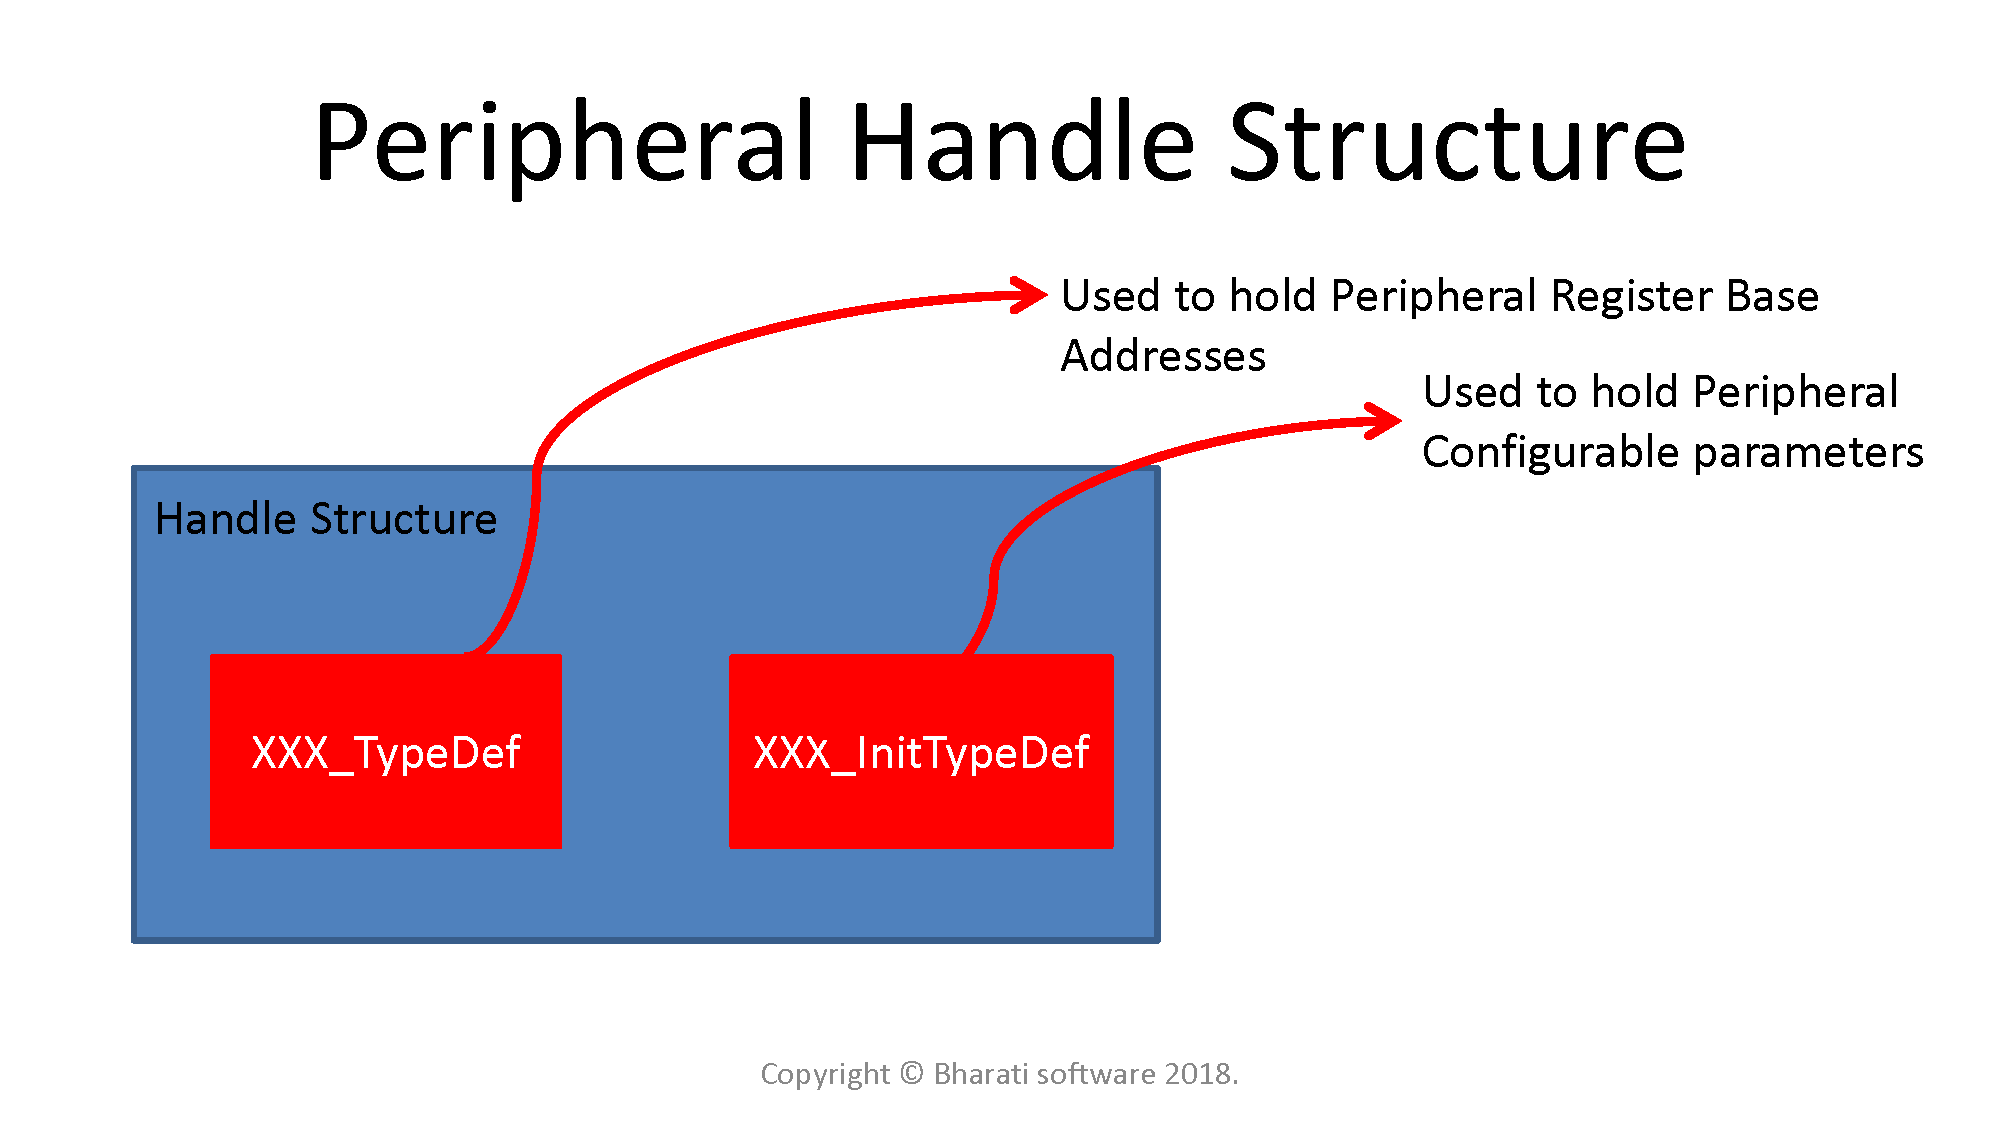 Peripheral Handle Structure
Used to hold Peripheral Register Base
Addresses
Used to hold Peripheral
Configurable parameters
Handle Structure
XXX_TypeDef
XXX_InitTypeDef
Copyright © Bharati software 2018.